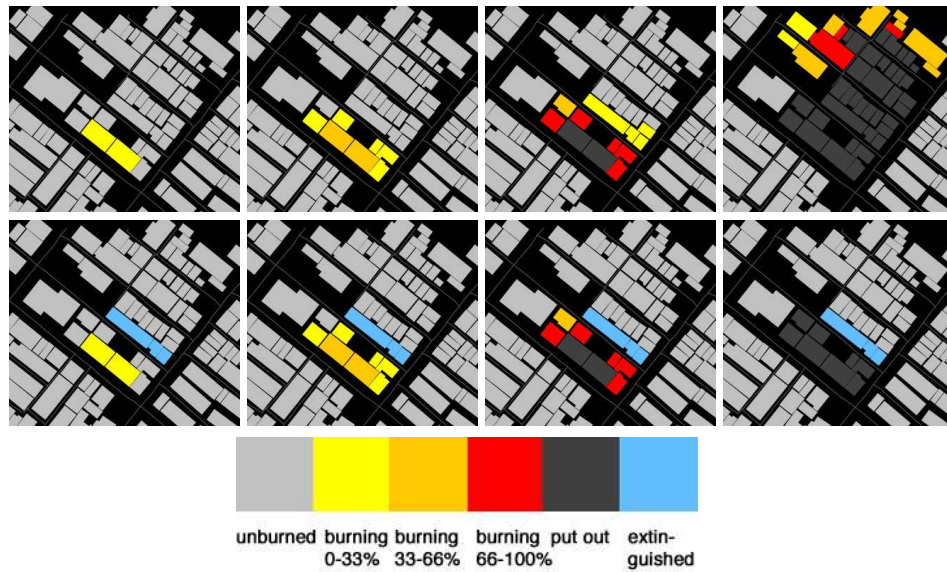 unburned burning burning burning put out extin-
0-33% 33-66% 66-100% guished